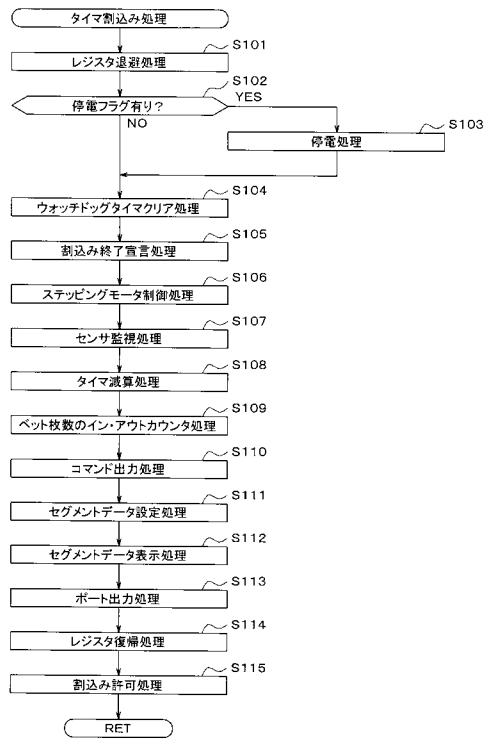 タイマ割込み処理
S101
レジスタ退避処理
S102
停電フラグ有り?
YES
NO
S103
停電処理
S104
ウォッチドッグタイマクリア処理
S105
割込み終了宣言処理
S106
ステッピングモータ制御処理
S107
センサ監視処理
S108
タイマ減算処理
S109
ベット枚数のイン・アウトカウンタ処理
S110
コマンド出力処理
S111
セグメントデータ設定処理
S112
セグメントデータ表示処理
S113
ポート出力処理
S114
レジスタ復帰処理
S115
割込み許可処理
RET